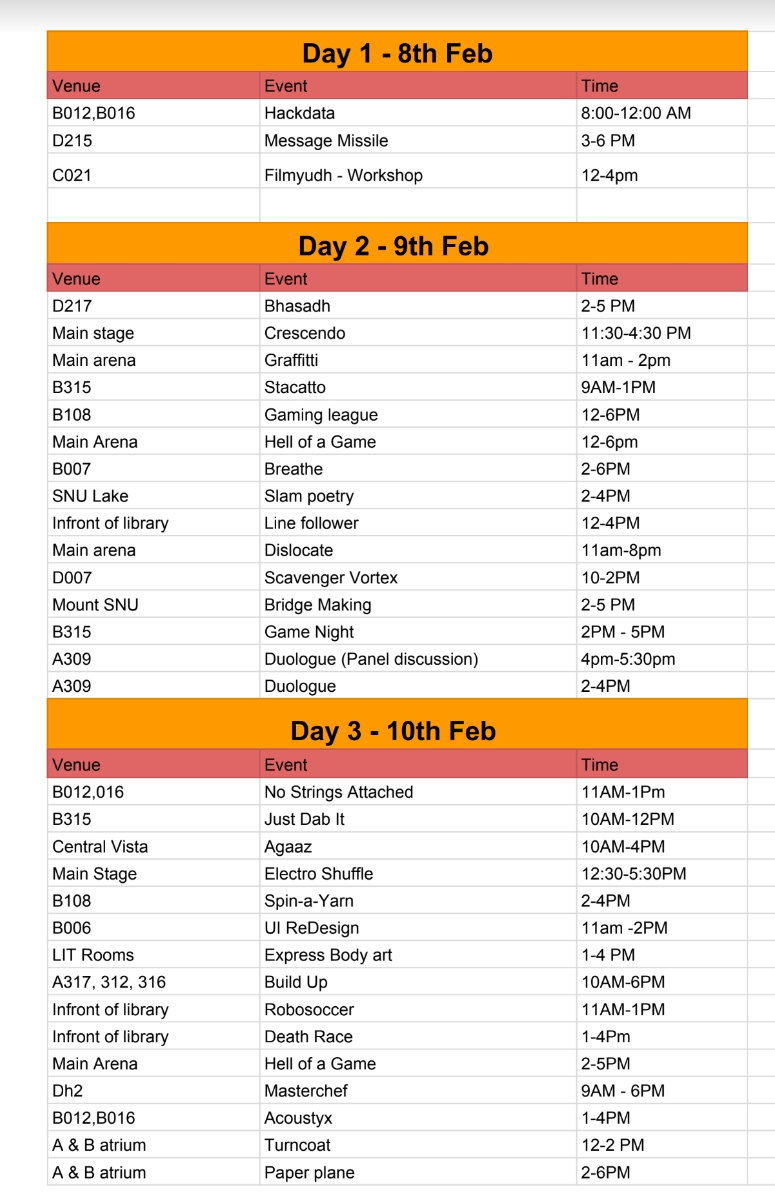 Day 1 - 8th Feb
Venue Event Time
B012,B016 Hackdata 8:00-12:00 AM
D215 Message Missile 3-6 PM
C021 Filmyudh - Workshop 12-4pm
Day 2 - 9th Feb
Venue Event Time
D217 Bhasadh 2-5 PM
Main stage Crescendo 11:30-4:30 PM
Main arena Graffitti 11am - 2pm
B315 Stacatto 9AM-1PM
B108 Gaming league 12-6PM
Main Arena Hell of a Game 12-6pm
B007 Breathe 2-6PM
SNU Lake Slam poetry 2-4PM
Infront of library Line follower 12-4PM
Main arena Dislocate 11am-8pm
D007 Scavenger Vortex 10-2PM
Mount SNU Bridge Making 2-5 PM
B315 Game Night 2PM - 5PM
A309 Duologue (Panel discussion) 4pm-5:30pm
A309 Duologue 2-4PM
Day 3 - 10th Feb
Venue Event Time
B012,016 No Strings Attached 11AM-1Pm
B315 Just Dab It 10AM-12PM
Central Vista Agaaz 10AM-4PM
Main Stage Electro Shuffle 12:30-5:30PM
B108 Spin-a-Yarn 2-4PM
B006 UI ReDesign 11am -2PM
LIT Rooms Express Body art 1-4 PM
A317, 312, 316 Build Up 10AM-6PM
Infront of library Robosoccer 11AM-1PM
Infront of library Death Race 1-4Pm
Main Arena Hell of a Game 2-5PM
Dh2 Masterchef 9AM - 6PM
B012,B016 Acoustyx 1-4PM
A & B atrium Turncoat 12-2 PM
A & B atrium Paper plane 2-6PM